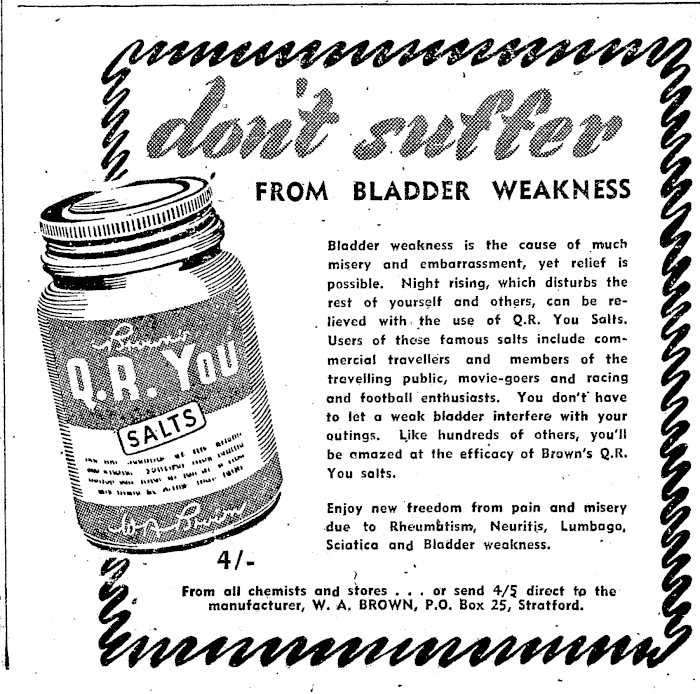 don't suffer
FROM BLADDER WEAKNESS
Bladder weakness is the cause of much
misery and embarrassment, yet relief is
possible. Night rising, which disturbs the
rest of yourself and others, can be re-
lieved with the use of Q.R. You Salts.
Users of these famous salts include com-
mercial travellers and members of the
travelling public, movie-goers and racing
and football enthusiasts. You don't have
to let a weak bladder interfere with your
outings. Like hundreds of others, you'll
be amazed at the efficacy of Brown's Q.R.
You salts.
Enjoy new freedom from pain and misery
due to Rheumatism, Neuritis, Lumbago,
Sciatica and Bladder weakness.
Brown's
Q.R. YOU
SALTS
W. A. Brown
4/-
From all chemists and stores . . . or send 4/5 direct to the
manufacturer, W. A. BROWN, P.O. Box 25, Stratford.